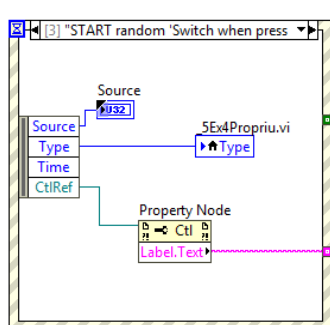 [3] "START random 'Switch when press
Source
U32
Source
Type
Time
CtlRef
_5Ex4Propriu.vi
Type
Property Node
Ctl
Label.Text